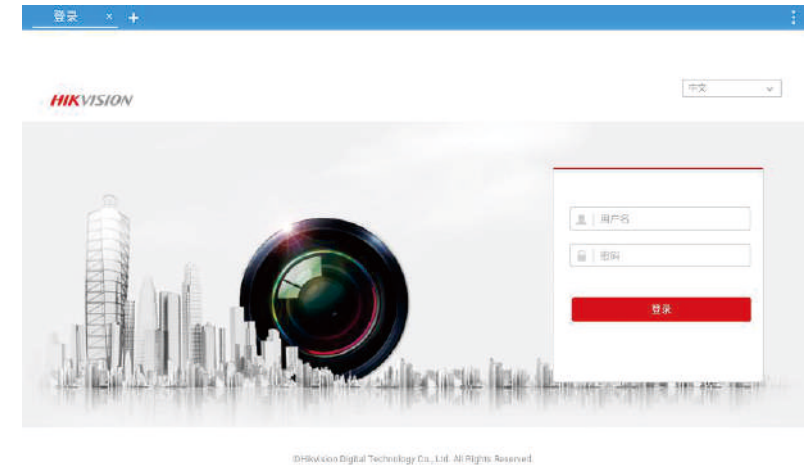 登录 × +
中文
HIKVISION
用户名
密码
登录
©Hikvision Digital Technology Co., Ltd. All Rights Reserved.